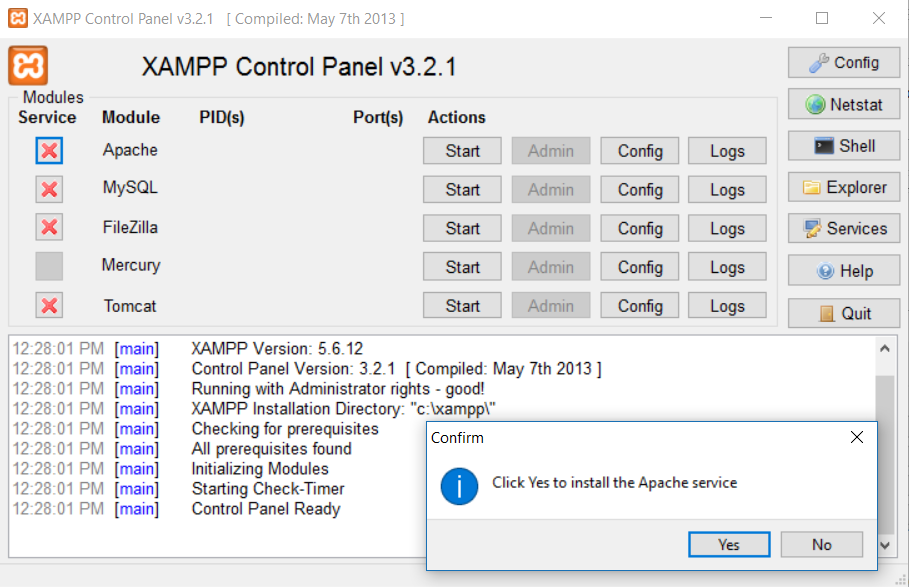 XAMPP Control Panel v3.2.1 [ Compiled: May 7th 2013 ]
XAMPP Control Panel v3.2.1
Config
Modules
Service Module PID(s) Port(s) Actions
Netstat
Apache Start Admin Config Logs
Shell
MySQL Start Admin Config Logs
Explorer
FileZilla Start Admin Config Logs
Services
Mercury Start Admin Config Logs
Help
Tomcat Start Admin Config Logs
Quit
12:28:01 PM [main] XAMPP Version: 5.6.12
12:28:01 PM [main] Control Panel Version: 3.2.1 [ Compiled: May 7th 2013 ]
12:28:01 PM [main] Running with Administrator rights - good!
12:28:01 PM [main] XAMPP Installation Directory: "c:\xampp\"
12:28:01 PM [main] Checking for prerequisites
12:28:01 PM [main] All prerequisites found
12:28:01 PM [main] Initializing Modules
12:28:01 PM [main] Starting Check-Timer
12:28:01 PM [main] Control Panel Ready
Confirm
Click Yes to install the Apache service
Yes No